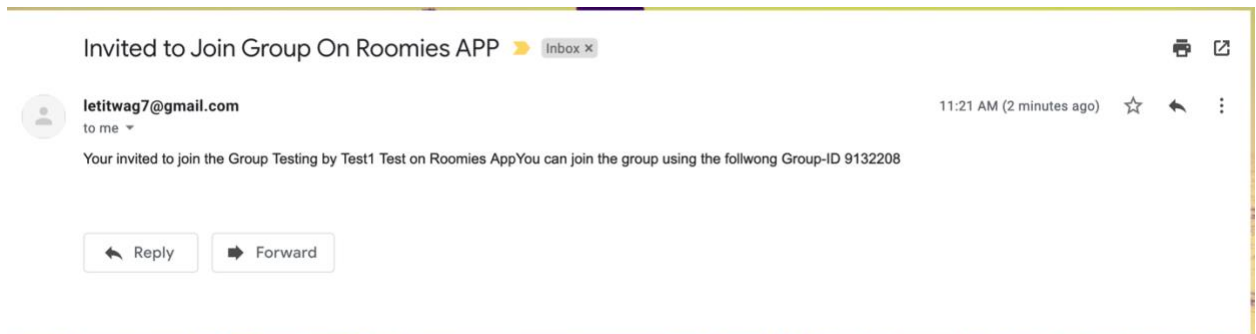 Invited to Join Group On Roomies APP Inbox ×
letitwag7@gmail.com 11:21 AM (2 minutes ago)
to me
Your invited to join the Group Testing by Test1 Test on Roomies AppYou can join the group using the follwong Group-ID 9132208
Reply Forward